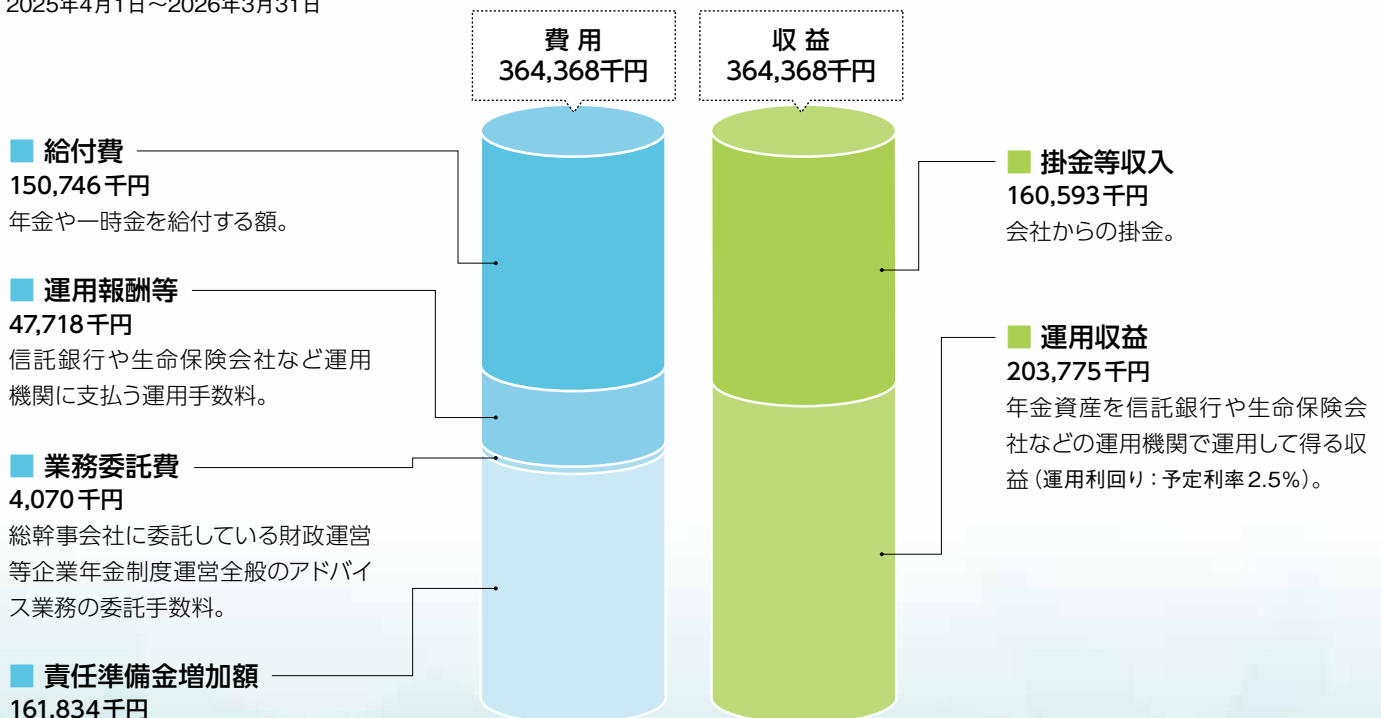 2025年4月1日～2026年3月31日
費 用
364,368千円
収 益
364,368千円
■ 給付費
150,746千円
年金や一時金を給付する額。
■ 運用報酬等
47,718千円
信託銀行や生命保険会社など運用
機関に支払う運用手数料。
■ 業務委託費
4,070千円
総幹事会社に委託している財政運営
等企業年金制度運営全般のアドバイ
ス業務の委託手数料。
■ 責任準備金増加額
161,834千円
■ 掛金等収入
160,593千円
会社からの掛金。
■ 運用収益
203,775千円
年金資産を信託銀行や生命保険会
社などの運用機関で運用して得る収
益（運用利回り：予定利率2.5%）。